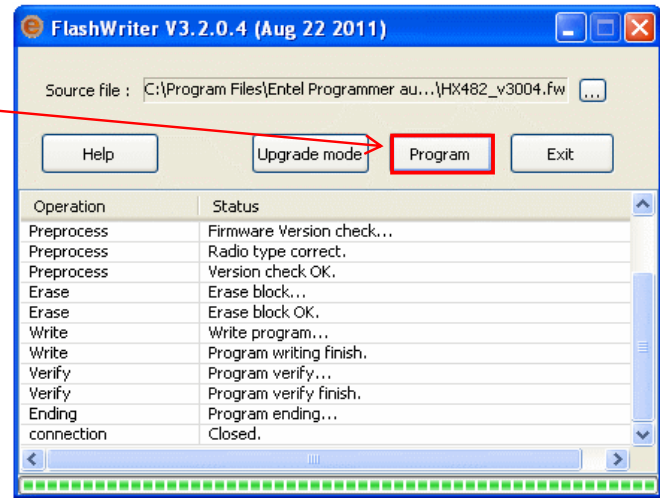 FlashWriter V3.2.0.4 (Aug 22 2011)
Source file : C:\Program Files\Entel Programmer au...\HX482_v3004.fw ...
Help Upgrade mode Program Exit
Operation Status
Preprocess Firmware Version check...
Preprocess Radio type correct.
Preprocess Version check OK.
Erase Erase block...
Erase Erase block OK.
Write Write program...
Write Program writing finish.
Verify Program verify...
Verify Program verify finish.
Ending Program ending...
connection Closed.